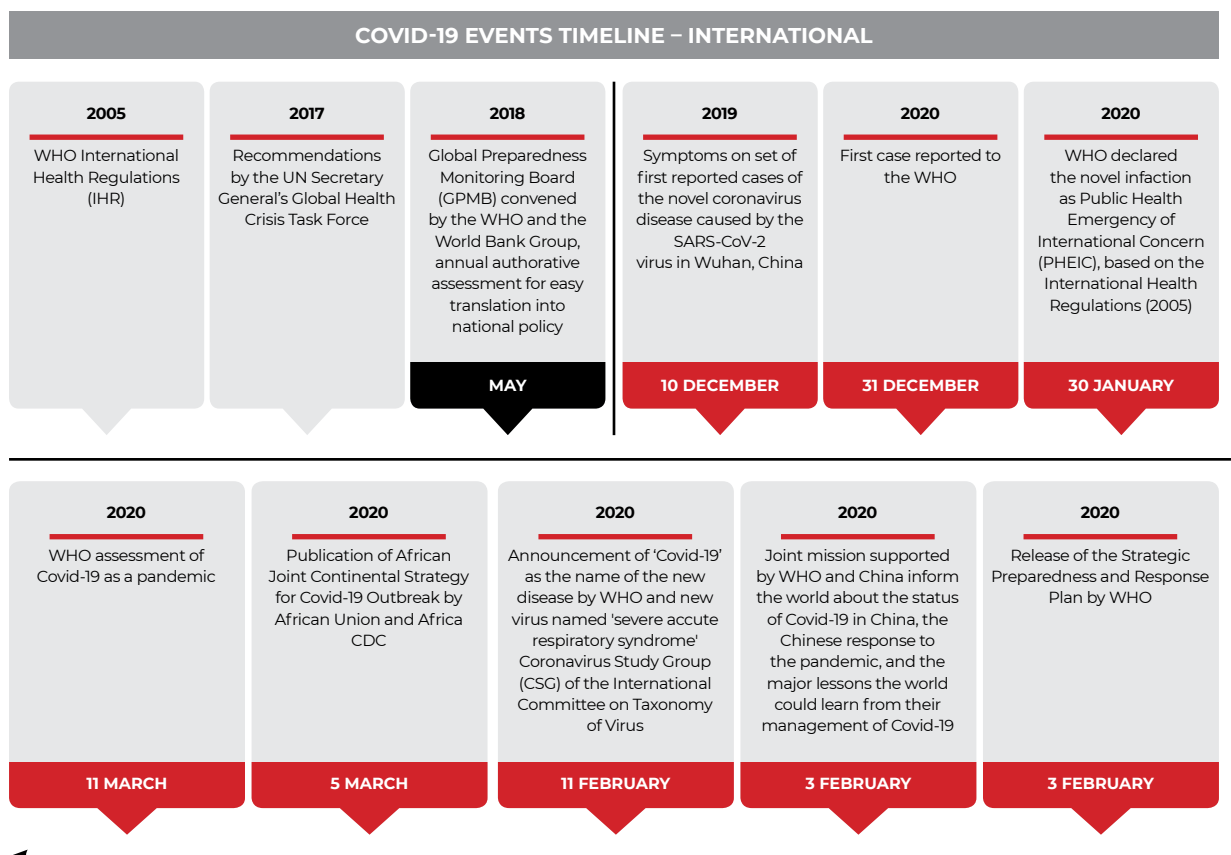 COVID-19 EVENTS TIMELINE – INTERNATIONAL
2005
WHO International
Health Regulations
(IHR)
2017
Recommendations
by the UN Secretary
General's Global Health
Crisis Task Force
2018
Global Preparedness
Monitoring Board
(GPMB) convened
by the WHO and the
World Bank Group,
annual authorative
assessment for easy
translation into
national policy
MAY
2019
Symptoms on set of
first reported cases of
the novel coronavirus
disease caused by the
SARS-CoV-2
virus in Wuhan, China
10 DECEMBER
2020
First case reported to
the WHO
31 DECEMBER
2020
WHO declared
the novel infaction
as Public Health
Emergency of
International Concern
(PHEIC), based on the
International Health
Regulations (2005)
30 JANUARY
2020
WHO assessment of
Covid-19 as a pandemic
11 MARCH
2020
Publication of African
Joint Continental Strategy
for Covid-19 Outbreak by
African Union and Africa
CDC
5 MARCH
2020
Announcement of ‘Covid-19’
as the name of the new
disease by WHO and new
virus named 'severe accute
respiratory syndrome'
Coronavirus Study Group
(CSG) of the International
Committee on Taxonomy
of Virus
11 FEBRUARY
2020
Joint mission supported
by WHO and China inform
the world about the status
of Covid-19 in China, the
Chinese response to
the pandemic, and the
major lessons the world
could learn from their
management of Covid-19
3 FEBRUARY
2020
Release of the Strategic
Preparedness and Response
Plan by WHO
3 FEBRUARY